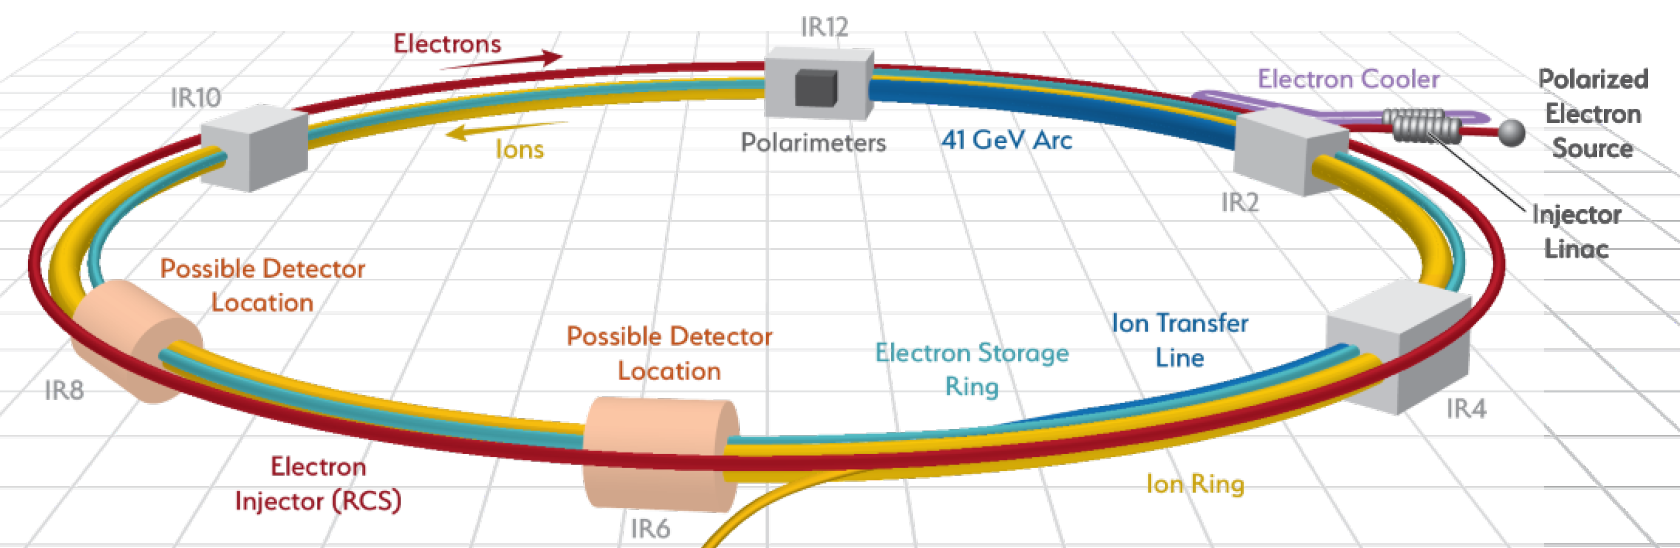 IR12
Electrons
Electron Cooler
Polarized
Electron
Source
IR10
Ions
Polarimeters
41 GeV Arc
IR2
Injector
Linac
Possible Detector
Location
Possible Detector
Location
Electron Storage
Ring
Ion Transfer
Line
IR8
IR4
Electron
Injector (RCS)
Ion Ring
IR6